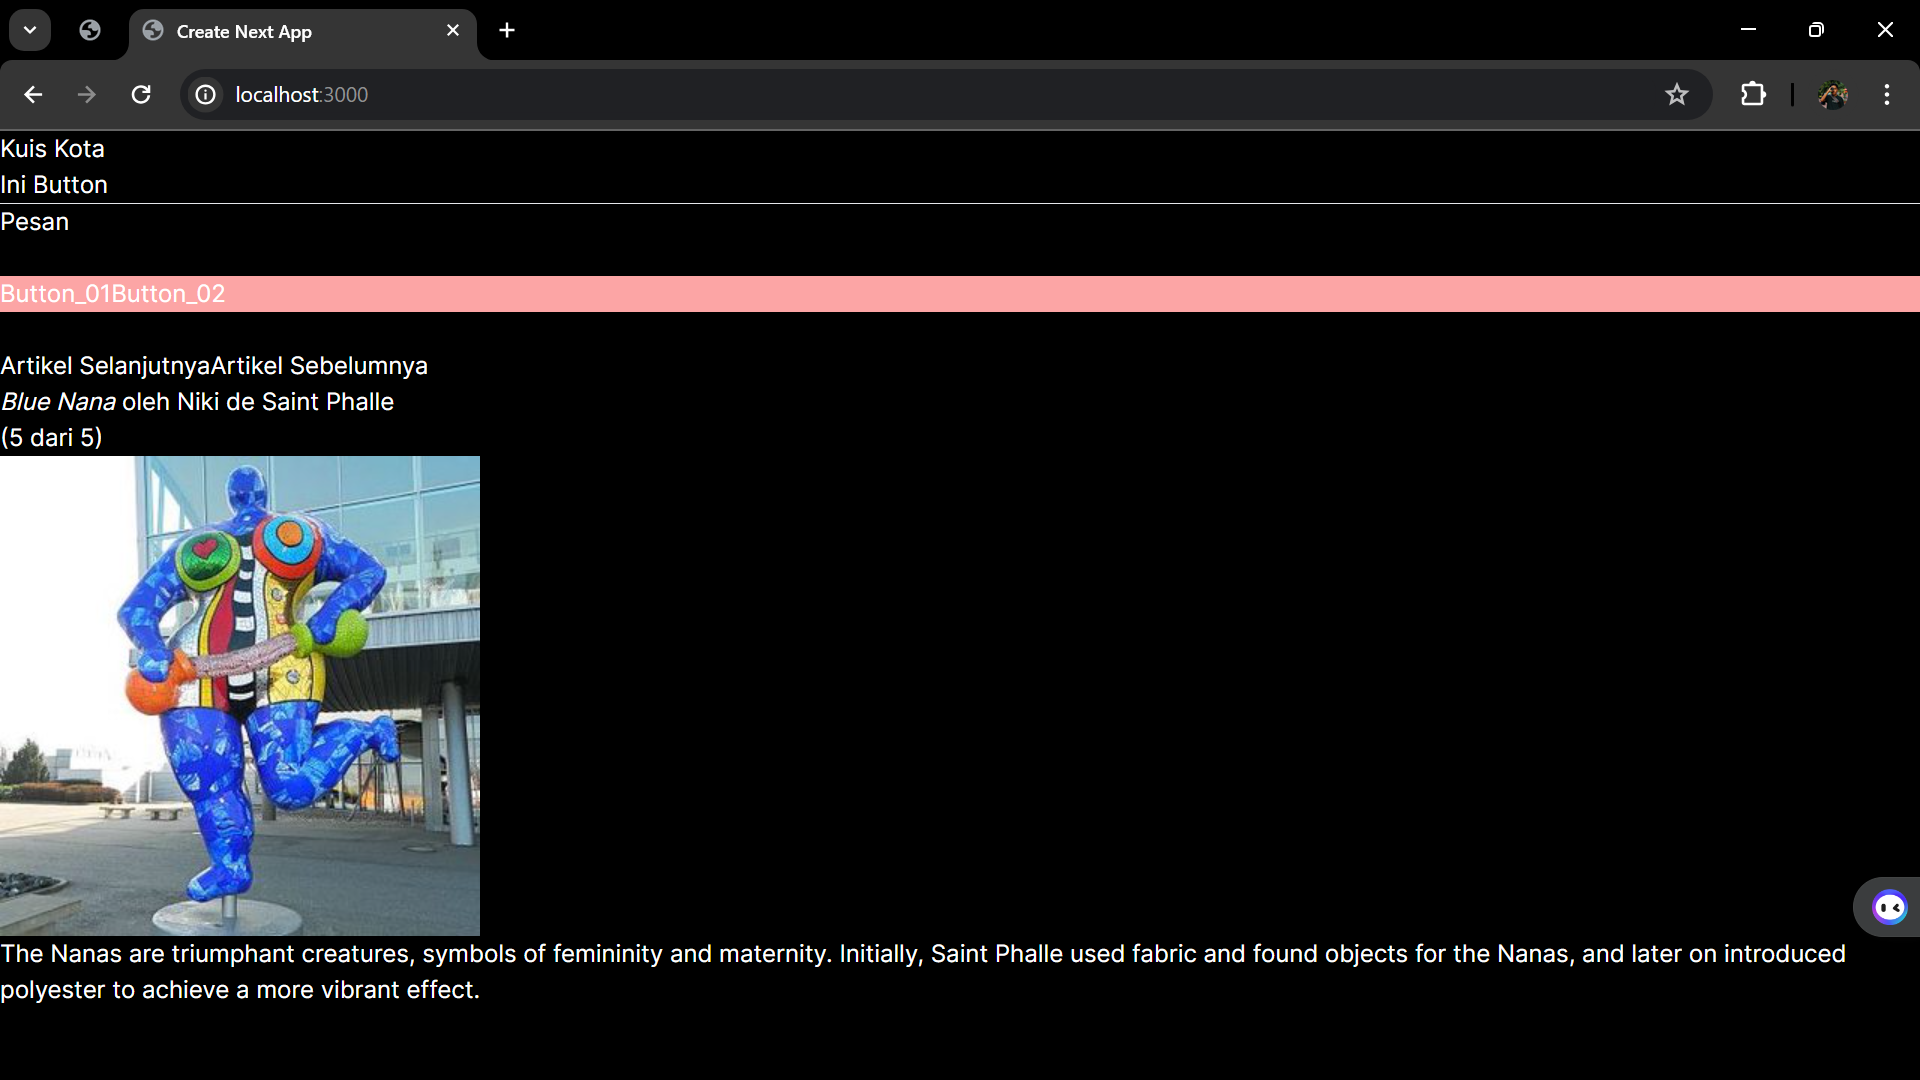 Create Next App
localhost:3000
Kuis Kota
Ini Button
Pesan
Button_01Button_02
Artikel SelanjutnyaArtikel Sebelumnya
Blue Nana oleh Niki de Saint Phalle
(5 dari 5)
The Nanas are triumphant creatures, symbols of femininity and maternity. Initially, Saint Phalle used fabric and found objects for the Nanas, and later on introduced
polyester to achieve a more vibrant effect.